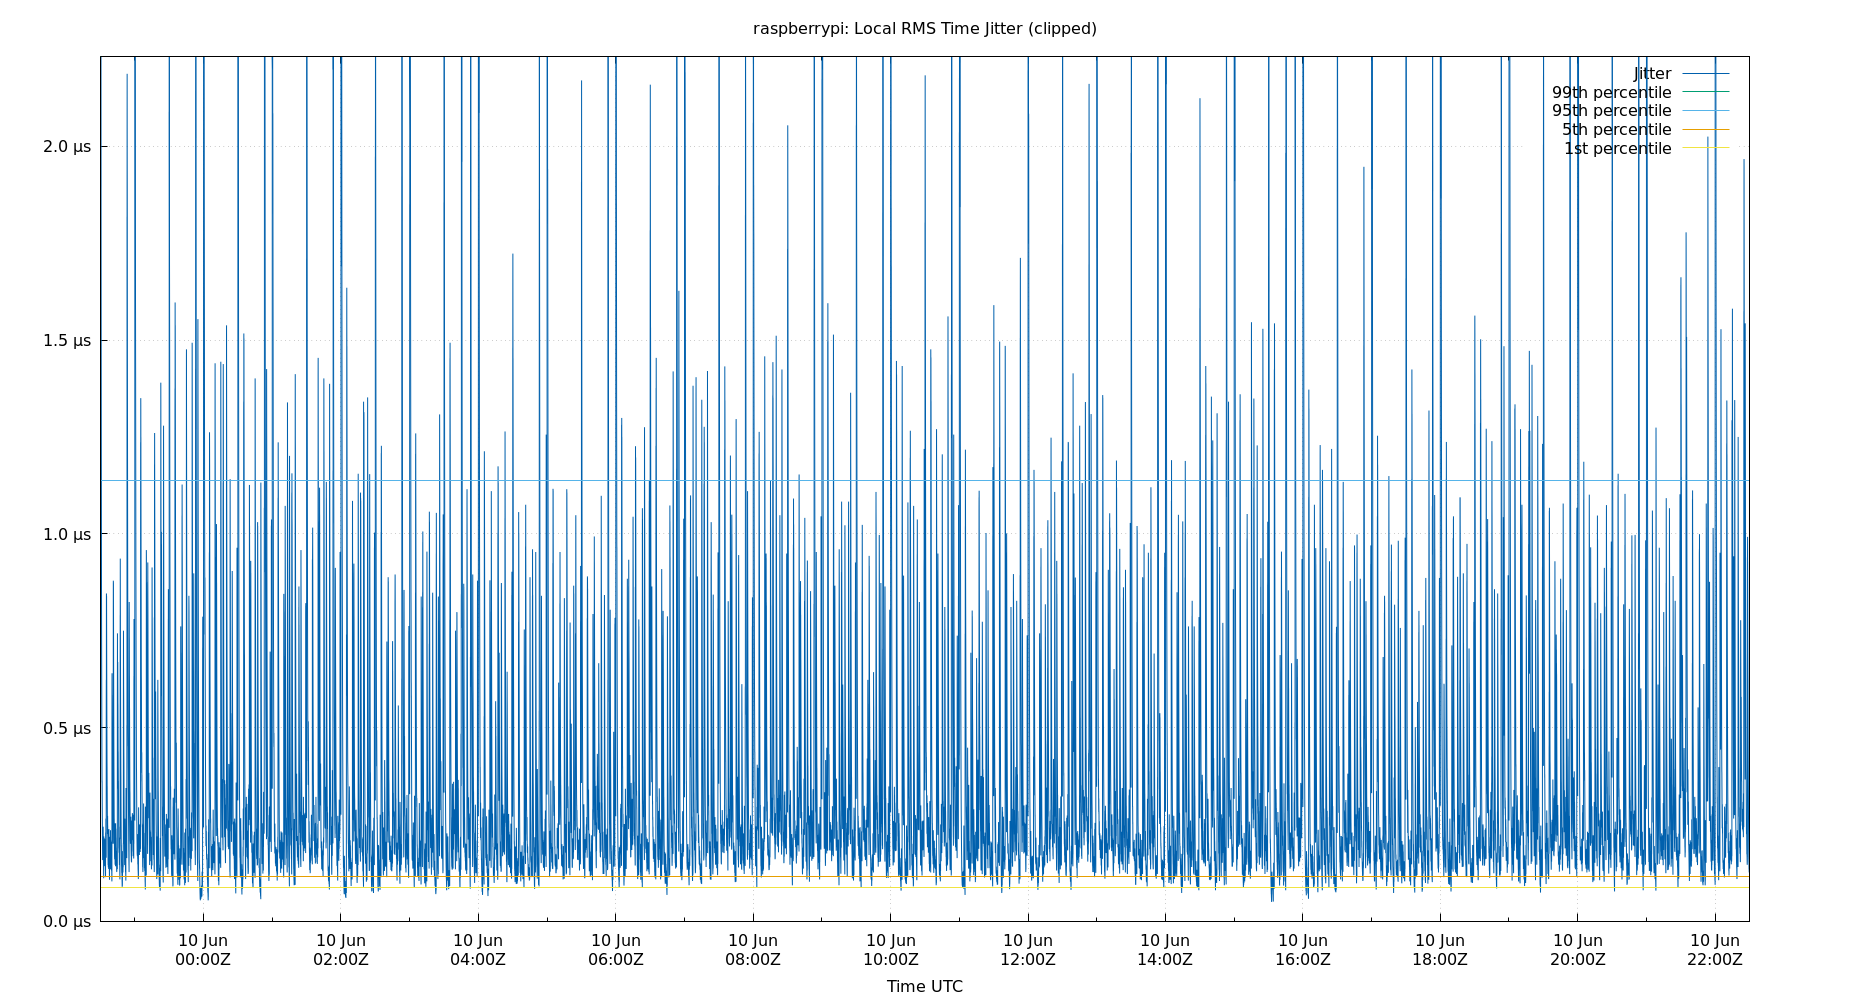 raspberrypi: Local RMS Time Jitter (clipped)
Jitter
99th percentile
95th percentile
5th percentile
1st percentile
2.0 μs
1.5 μs
1.0 μs
0.5 μs
0.0 μs
10 Jun 10 Jun 10 Jun 10 Jun 10 Jun 10 Jun 10 Jun 10 Jun 10 Jun 10 Jun 10 Jun 10 Jun
00:00Z 02:00Z 04:00Z 06:00Z 08:00Z 10:00Z 12:00Z 14:00Z 16:00Z 18:00Z 20:00Z 22:00Z
Time UTC